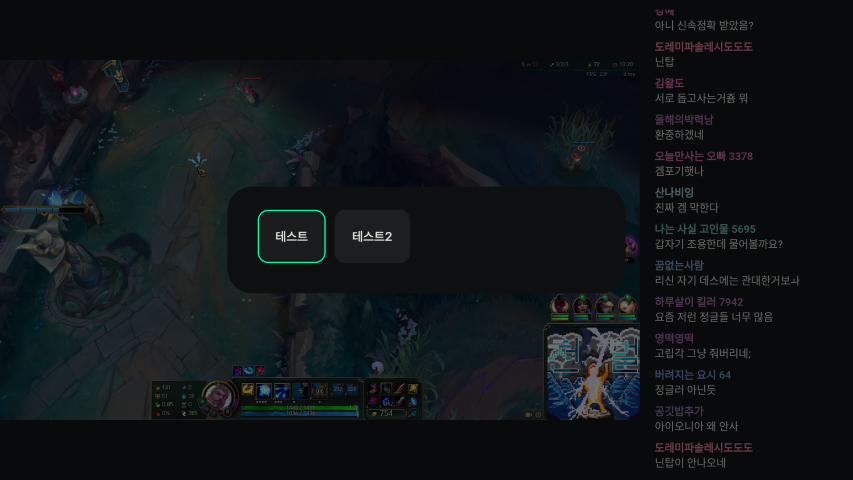 테스트
테스트2
아니 신속정확 받았음?
도레미파솔레시도도도
닌탑
김왈도
서로 돕고사는거죰 뭐
올해의박력남
환중하겠네
오늘만사는 오빠 3378
겜포기했나
산나비잉
진짜 겜 막한다
나는 사실 고인물 5695
갑자기 조용한데 물어볼까요?
꿈없는사람
리신 자기 데스에는 관대한거보ㅅㅏ
하루살이 킬러 7942
요즘 저런 정글들 너무 많음
영떡영떡
고립각 그냥 줘버리네;
버려지는 요시 64
정글러 아닌듯
공깃밥추가
아이오니아 왜 안사
도레미파솔레시도도도
닌탑이 안나오네
754